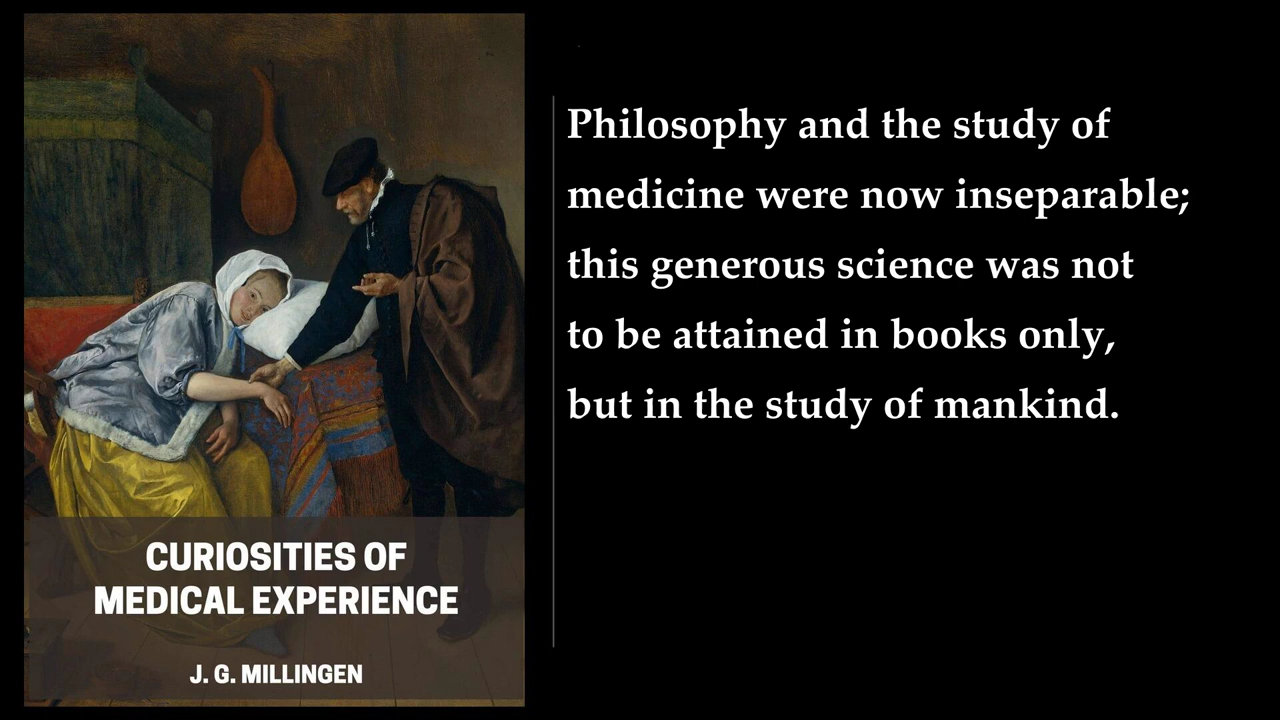 Philosophy and the study of
medicine were now inseparable;
this generous science was not
to be attained in books only,
but in the study of mankind.
CURIOSITIES OF
MEDICAL EXPERIENCE
J. G. MILLINGEN